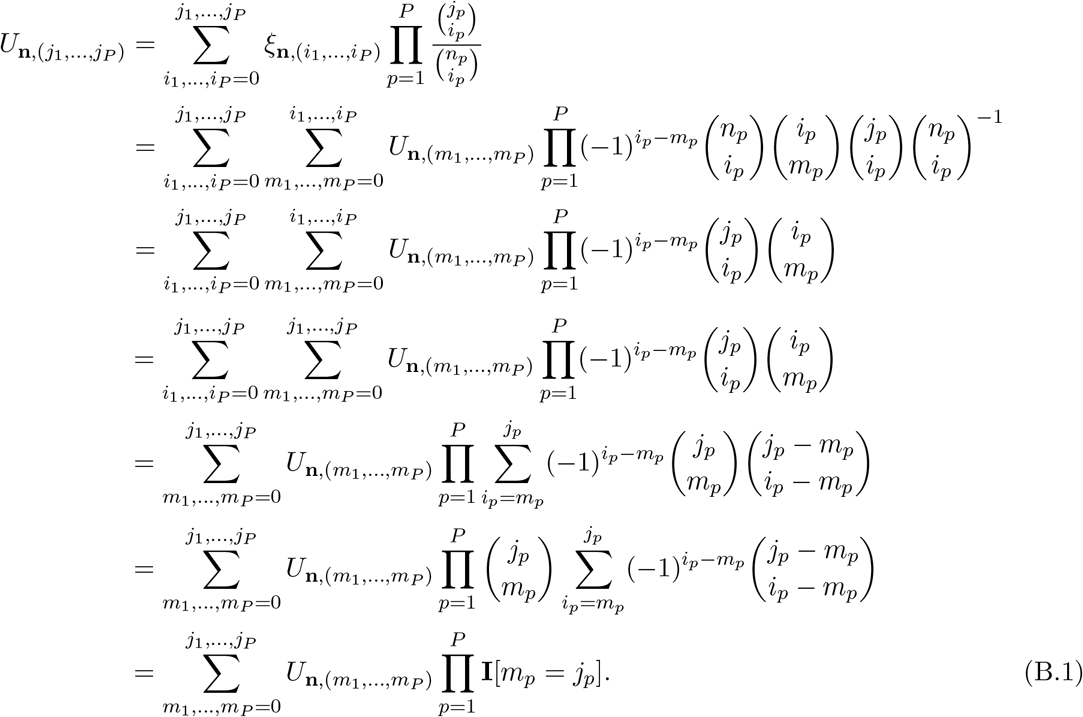 $U_{\mathbf{n},(j_1,\ldots,j_P)} = \sum_{i_1,\ldots,i_P=0}^{j_1,\ldots,j_P} \xi_{\mathbf{n},(i_1,\ldots,i_P)} \prod_{p=1}^{P} \frac{\binom{j_p}{i_p}}{\binom{n_p}{i_p}}$
$= \sum_{i_1,\ldots,i_P=0}^{j_1,\ldots,j_P} \sum_{m_1,\ldots,m_P=0}^{i_1,\ldots,i_P} U_{\mathbf{n},(m_1,\ldots,m_P)} \prod_{p=1}^{P} (-1)^{i_p-m_p} \binom{n_p}{i_p} \binom{i_p}{m_p} \binom{j_p}{i_p} \binom{n_p}{i_p}^{-1}$
$= \sum_{i_1,\ldots,i_P=0}^{j_1,\ldots,j_P} \sum_{m_1,\ldots,m_P=0}^{i_1,\ldots,i_P} U_{\mathbf{n},(m_1,\ldots,m_P)} \prod_{p=1}^{P} (-1)^{i_p-m_p} \binom{j_p}{i_p} \binom{i_p}{m_p}$
$= \sum_{i_1,\ldots,i_P=0}^{j_1,\ldots,j_P} \sum_{m_1,\ldots,m_P=0}^{j_1,\ldots,j_P} U_{\mathbf{n},(m_1,\ldots,m_P)} \prod_{p=1}^{P} (-1)^{i_p-m_p} \binom{j_p}{i_p} \binom{i_p}{m_p}$
$= \sum_{m_1,\ldots,m_P=0}^{j_1,\ldots,j_P} U_{\mathbf{n},(m_1,\ldots,m_P)} \prod_{p=1}^{P} \sum_{i_p=m_p}^{j_p} (-1)^{i_p-m_p} \binom{j_p}{m_p} \binom{j_p-m_p}{i_p-m_p}$
$= \sum_{m_1,\ldots,m_P=0}^{j_1,\ldots,j_P} U_{\mathbf{n},(m_1,\ldots,m_P)} \prod_{p=1}^{P} \binom{j_p}{m_p} \sum_{i_p=m_p}^{j_p} (-1)^{i_p-m_p} \binom{j_p-m_p}{i_p-m_p}$
$= \sum_{m_1,\ldots,m_P=0}^{j_1,\ldots,j_P} U_{\mathbf{n},(m_1,\ldots,m_P)} \prod_{p=1}^{P} \mathbf{I}[m_p = j_p].$ (B.1)